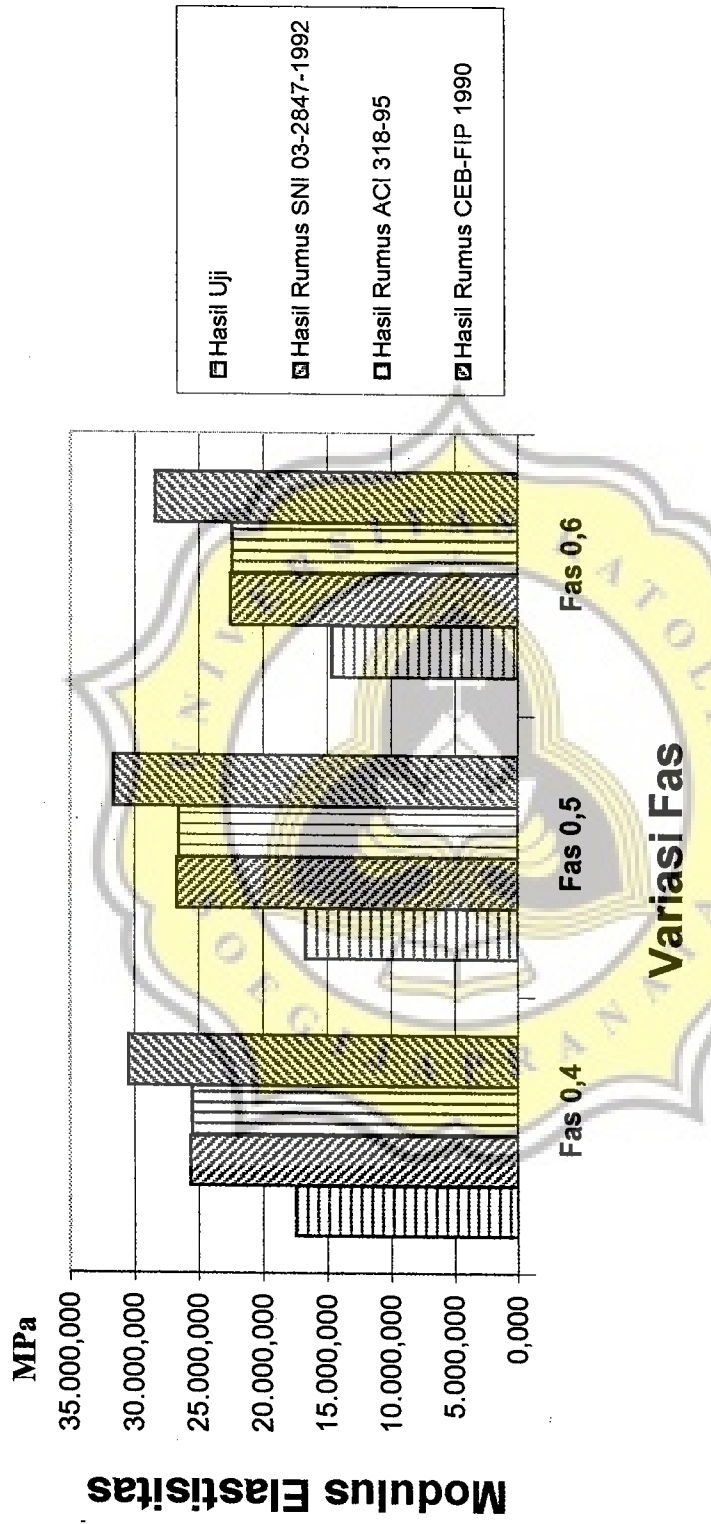 MPa
Modulus Elastisitas
35.000,000
30.000,000
25.000,000
20.000,000
15.000,000
10.000,000
5.000,000
0,000
Fas 0,4
Fas 0,5
Fas 0,6
Variasi Fas
Hasil Uji
Hasil Rumus SNI 03-2847-1992
Hasil Rumus ACI 318-95
Hasil Rumus CEB-FIP 1990